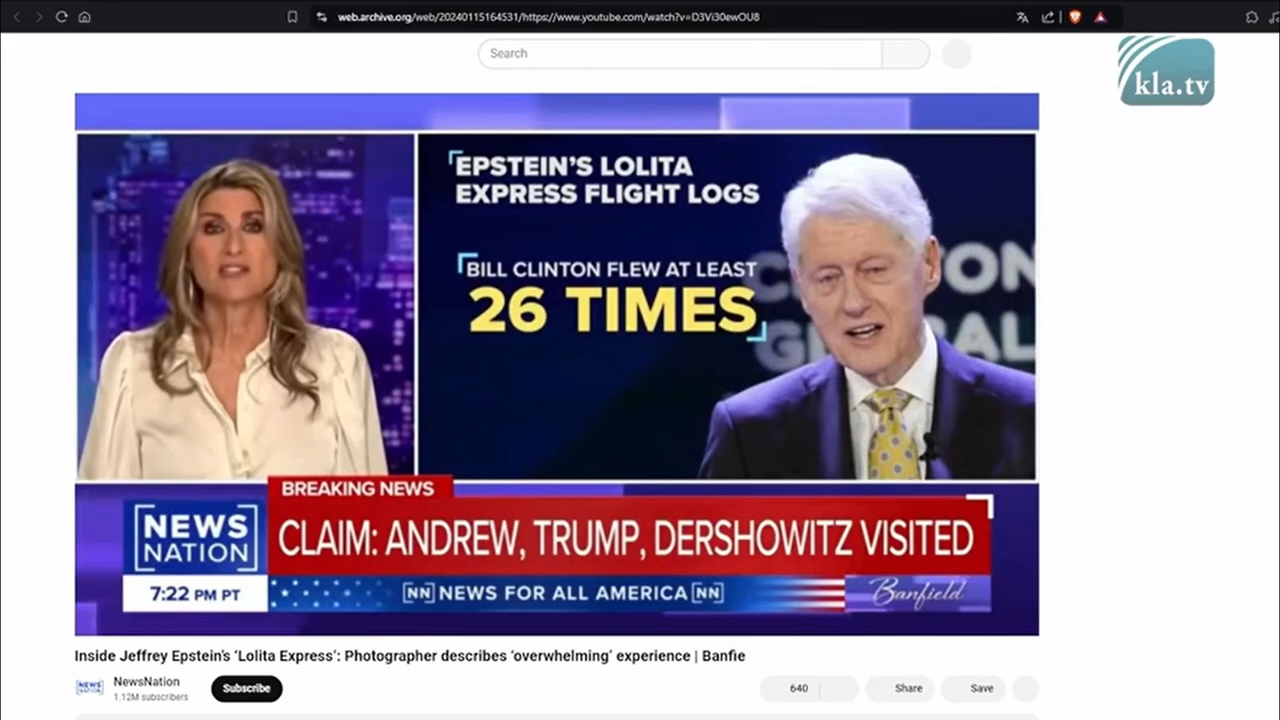 web.archive.org/web/20240115164531/https://www.youtube.com/watch?v=D3Vi30ewOU8
Search
kla.tv
EPSTEIN'S LOLITA
EXPRESS FLIGHT LOGS
BILL CLINTON FLEW AT LEAST
26 TIMES
BREAKING NEWS
NEWS
NATION
CLAIM: ANDREW, TRUMP, DERSHOWITZ VISITED
7:22 PM PT
NN NEWS FOR ALL AMERICA NN
Banfield
Inside Jeffrey Epstein's 'Lolita Express': Photographer describes 'overwhelming' experience | Banfie
NEWS
NATION
NewsNation
1.12M subscribers
Subscribe
640
Share
Save